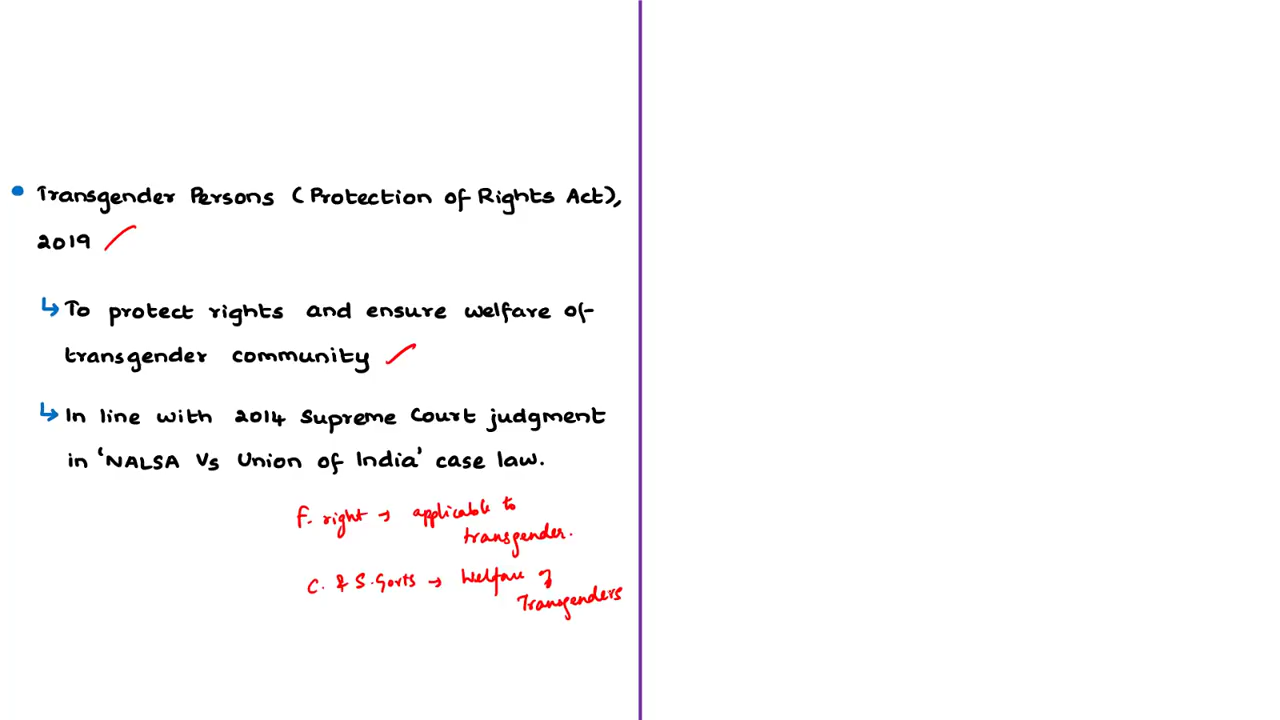 Transgender Persons (Protection of Rights Act),
2019
To protect rights and ensure welfare of
transgender community
In line with 2014 Supreme Court judgment
in 'NALSA Vs Union of India' case law.
F. right → applicable to
transgender.
C. & S. Govts → Welfare of
Transgenders